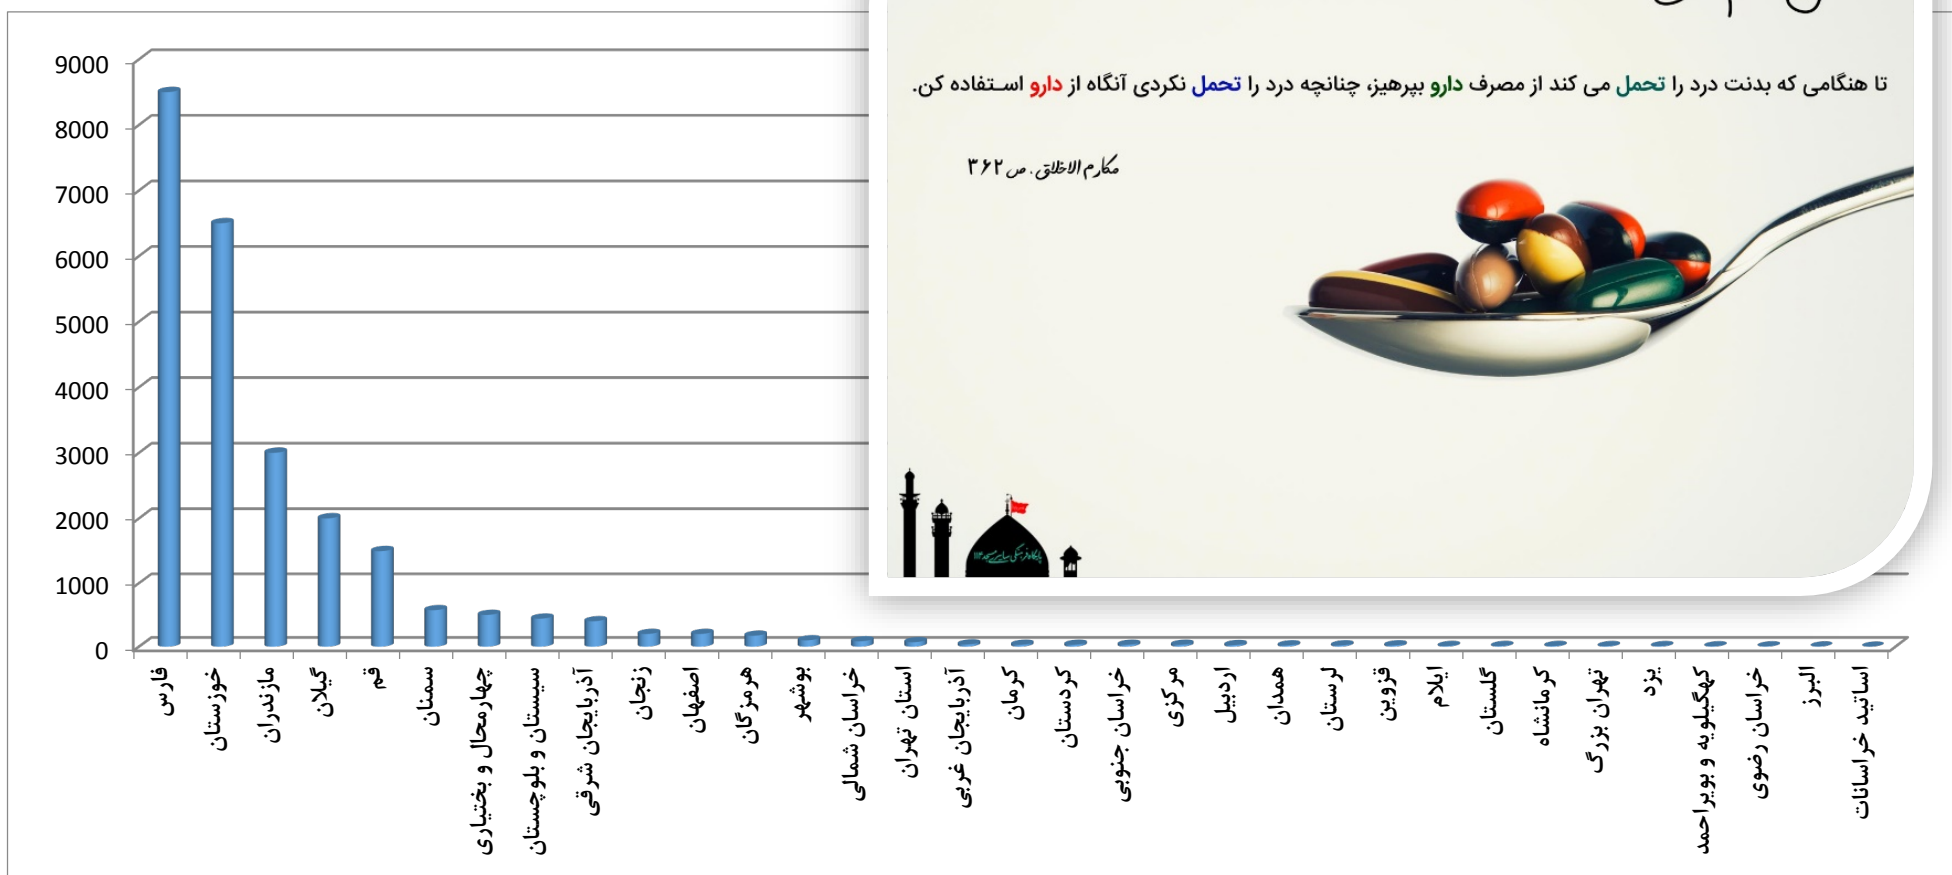 تا هنگامی که بدنت درد را تحمل می کند از مصرف دارو بپرهیز، چنانچه درد را تحمل نکردی آنگاه از دارو استفاده کن.
مکارم الاخلاق. ص ۳۶۲
9000
8000
7000
6000
5000
4000
3000
2000
1000
0
فارس
خوزستان
مازندران
گیلان
قم
سمنان
چهارمحال و بختیاری
سیستان و بلوچستان
آذربایجان شرقی
زنجان
اصفهان
هرمزگان
بوشهر
خراسان شمالی
استان تهران
آذربایجان غربی
کرمان
کردستان
خراسان جنوبی
مرکزی
اردبیل
همدان
لرستان
قزوین
ایلام
گلستان
کرمانشاه
تهران بزرگ
یزد
کهگیلویه و بویراحمد
خراسان رضوی
البرز
اساتید خراسانات